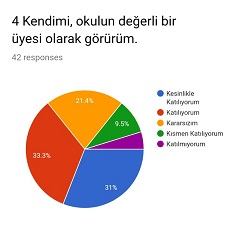 4 Kendimi, okulun değerli bir
üyesi olarak görürüm.
42 responses
Kesinlikle
Katılıyorum
Katılıyorum
Kararsızım
Kısmen Katılıyorum
Katılmıyorum
21.4%
9.5%
33.3%
31%